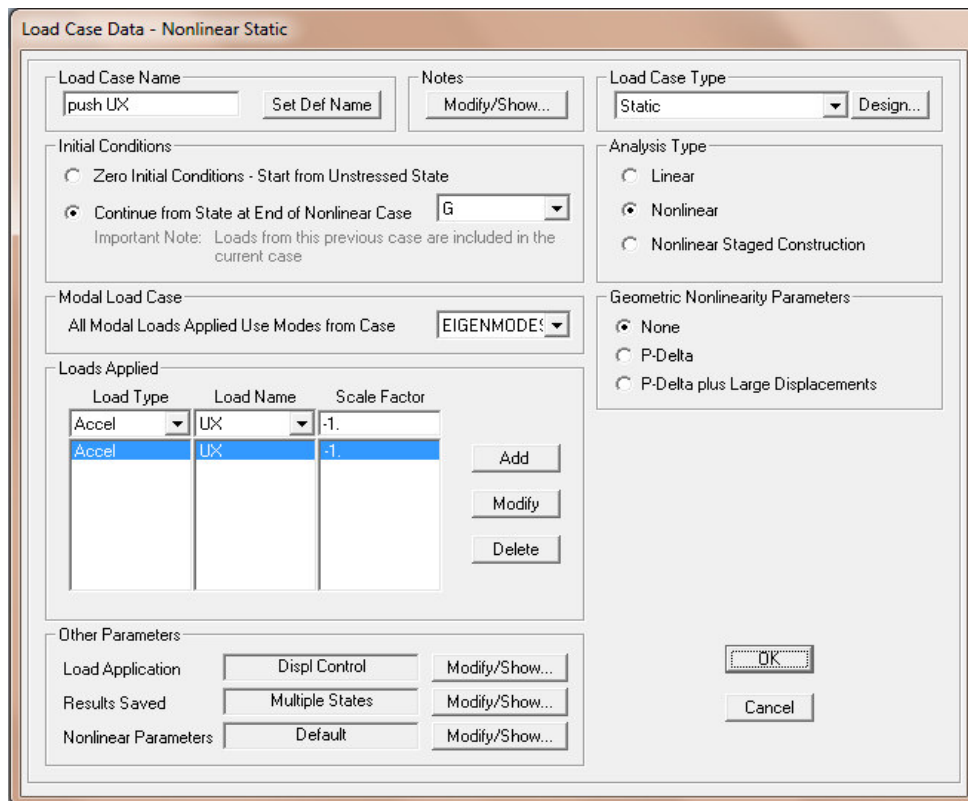 Load Case Data - Nonlinear Static
Load Case Name
push UX
Set Def Name
Notes
Modify/Show...
Load Case Type
Static
Design...
Initial Conditions
Zero Initial Conditions - Start from Unstressed State
Continue from State at End of Nonlinear Case
G
Important Note: Loads from this previous case are included in the
current case
Analysis Type
Linear
Nonlinear
Nonlinear Staged Construction
Modal Load Case
All Modal Loads Applied Use Modes from Case
EIGENMODES
Geometric Nonlinearity Parameters
None
P-Delta
P-Delta plus Large Displacements
Loads Applied
Load Type Load Name Scale Factor
Accel UX -1.
Accel UX -1.
Add
Modify
Delete
Other Parameters
Load Application Displ Control Modify/Show...
Results Saved Multiple States Modify/Show...
Nonlinear Parameters Default Modify/Show...
OK
Cancel